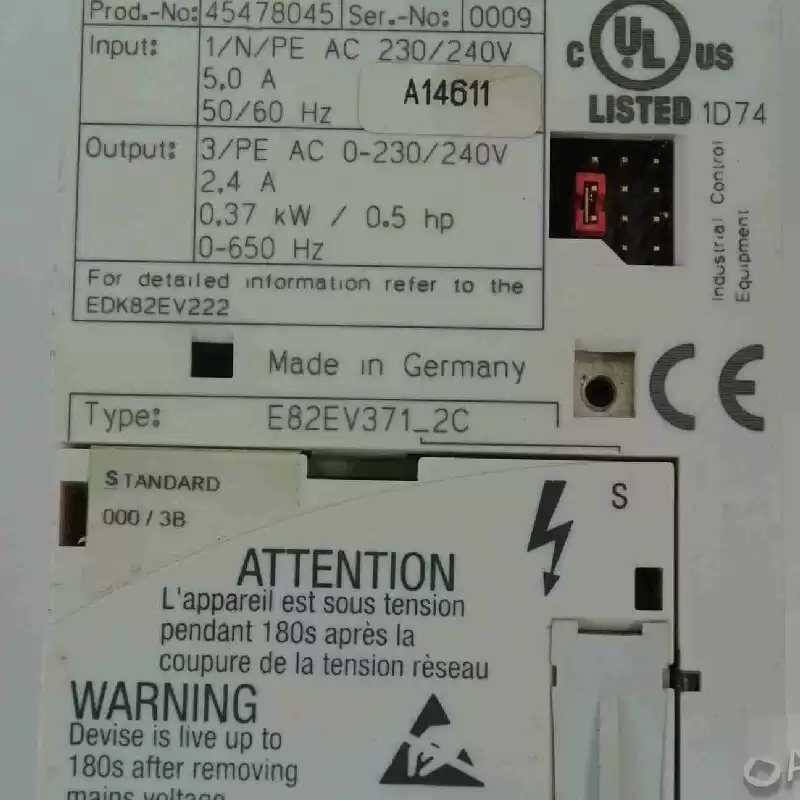 Prod.-No: 45478045 Ser.-No: 0009
Input: 1/N/PE AC 230/240V
5,0 A
50/60 Hz
A14611
Output: 3/PE AC 0-230/240V
2,4 A
0,37 kW / 0.5 hp
0-650 Hz
For detailed information refer to the
EDK82EV222
C UL US
LISTED 1D74
Industrial Control
Equipment
Made in Germany
CE
Type: E82EV371_2C
STANDARD
000 / 3B
S
ATTENTION
L'appareil est sous tension
pendant 180s après la
coupure de la tension rèseau
WARNING
Devise is live up to
180s after removing
mains voltage